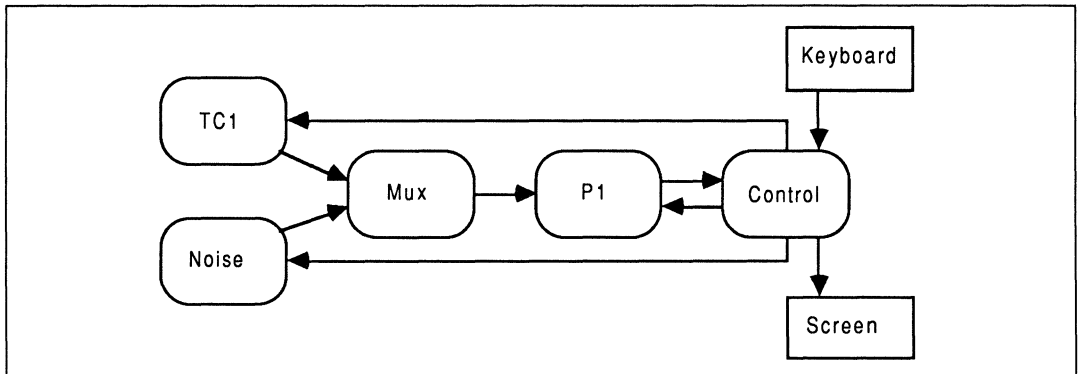 Keyboard
TC1
Mux
P1
Control
Noise
Screen